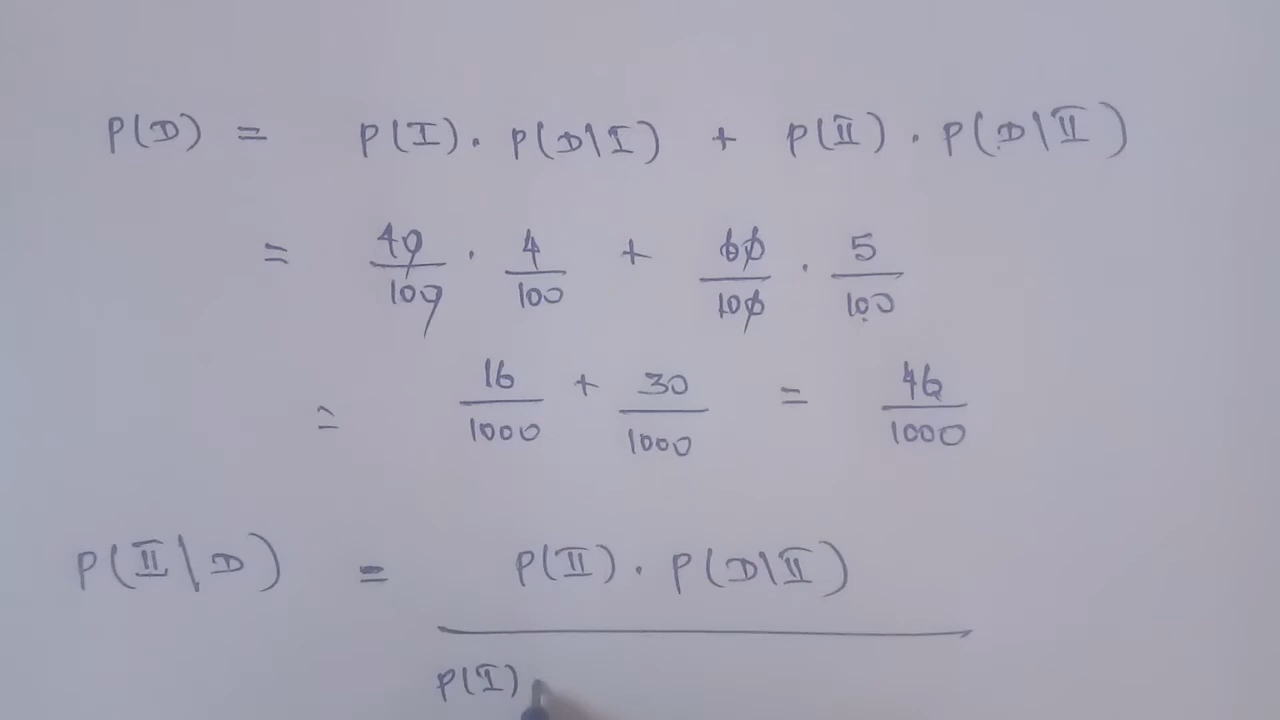 P(D) = P(I) . P(D\I) + P(II) . P(D\II)
= 40/100 . 4/100 + 60/100 . 5/100
= 16/1000 + 30/1000 = 46/1000
P(II\D) = P(II) . P(D\II)
P(I)